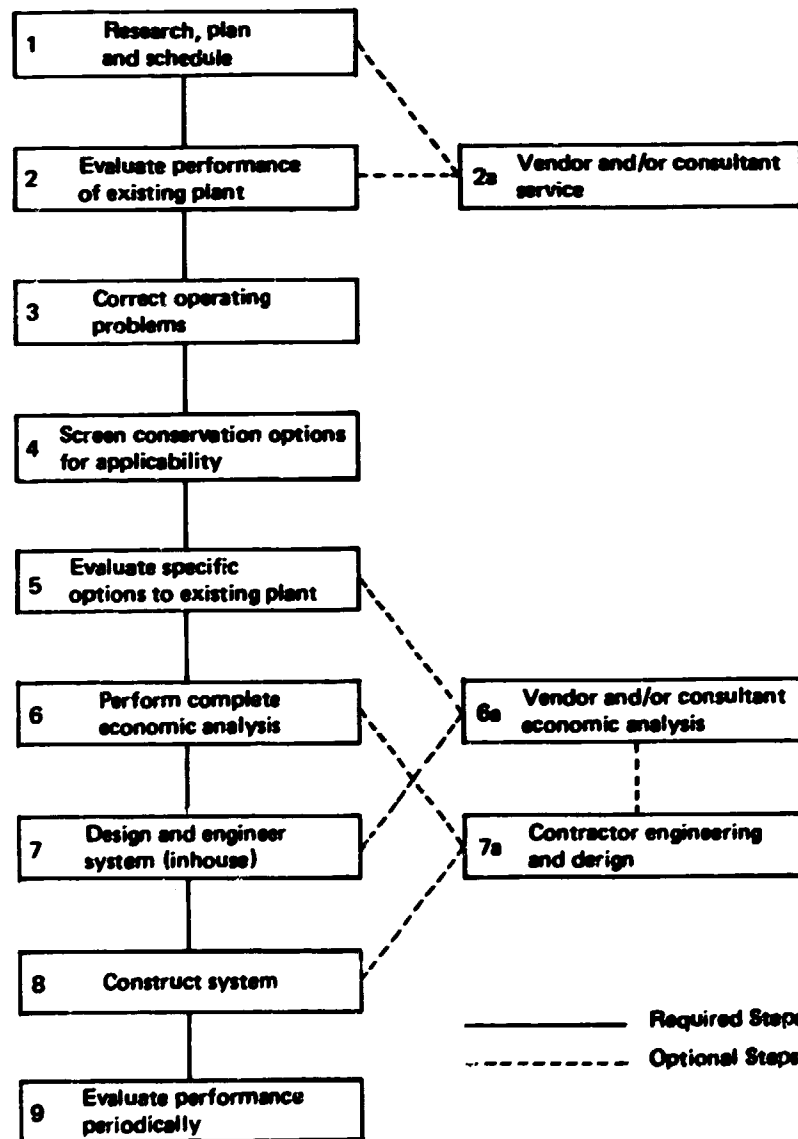 1 Research, plan
and schedule
2 Evaluate performance
of existing plant
2a Vendor and/or consultant
service
3 Correct operating
problems
4 Screen conservation options
for applicability
5 Evaluate specific
options to existing plant
6 Perform complete
economic analysis
6a Vendor and/or consultant
economic analysis
7 Design and engineer
system (inhouse)
7a Contractor engineering
and derign
8 Construct system
Required Steps
Optional Steps
9 Evaluate performance
periodically